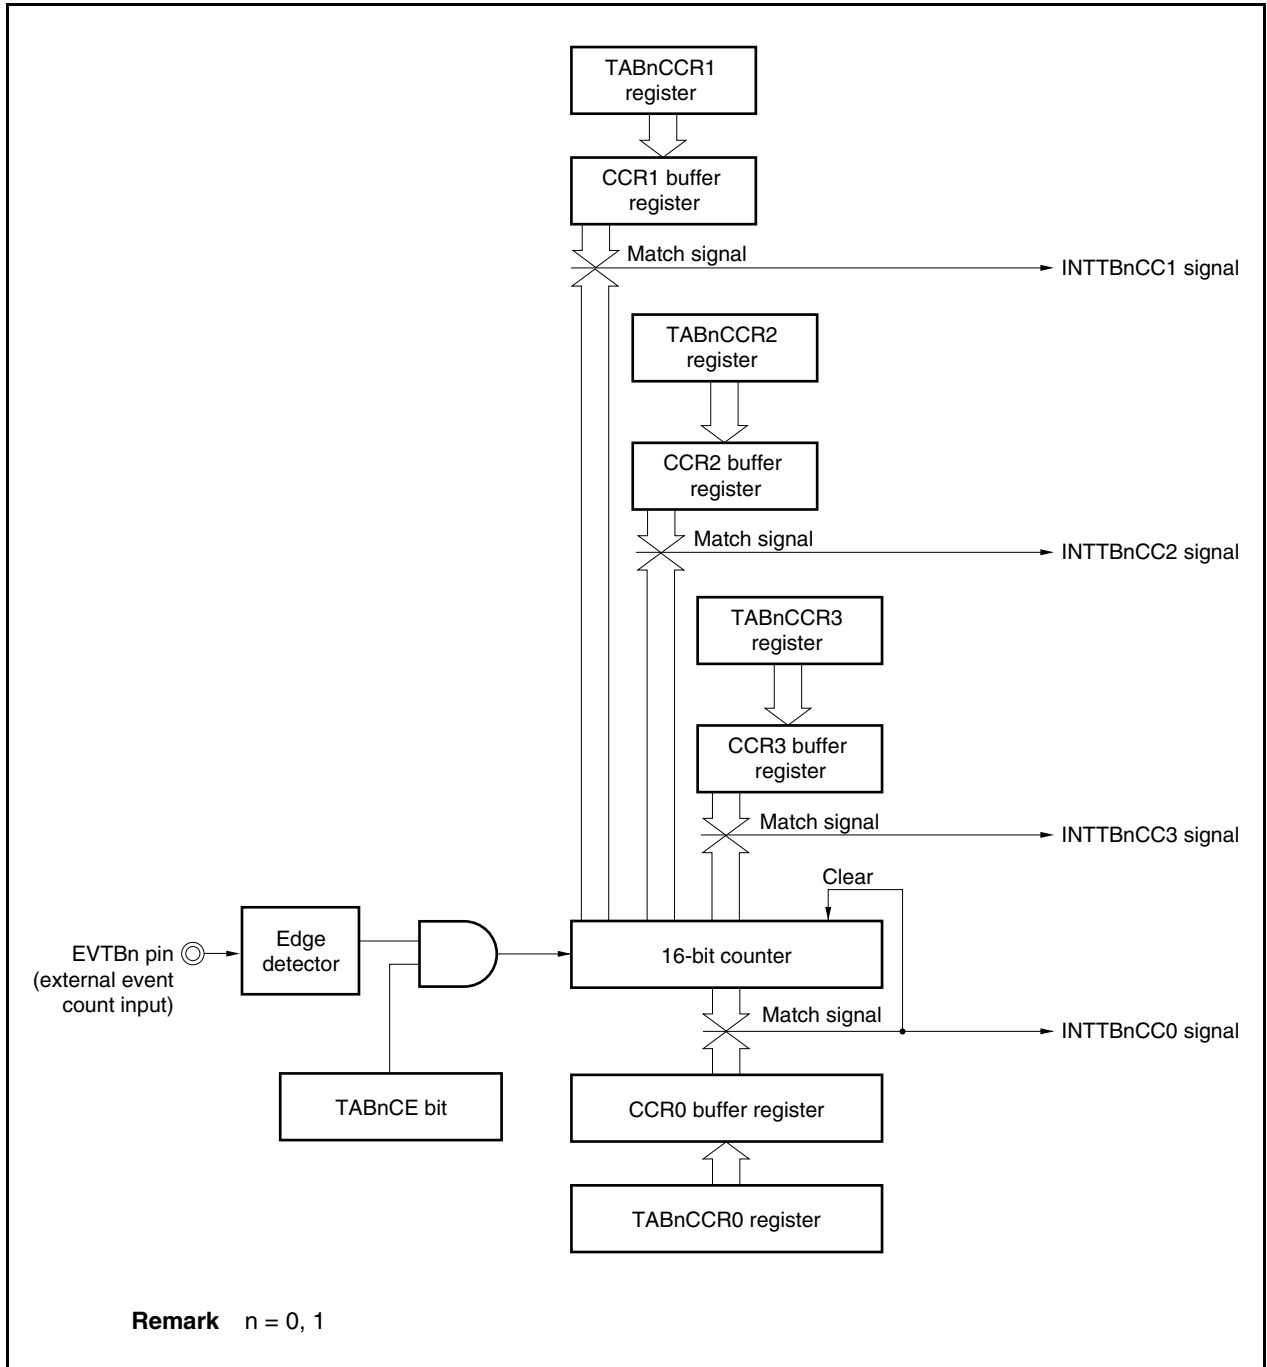 TABnCCR1
register
CCR1 buffer
register
Match signal
INTTBnCC1 signal
TABnCCR2
register
CCR2 buffer
register
Match signal
INTTBnCC2 signal
TABnCCR3
register
CCR3 buffer
register
Match signal
INTTBnCC3 signal
Clear
EVTBn pin
(external event
count input)
Edge
detector
16-bit counter
Match signal
INTTBnCC0 signal
TABnCE bit
CCR0 buffer register
TABnCCR0 register
Remark n = 0, 1